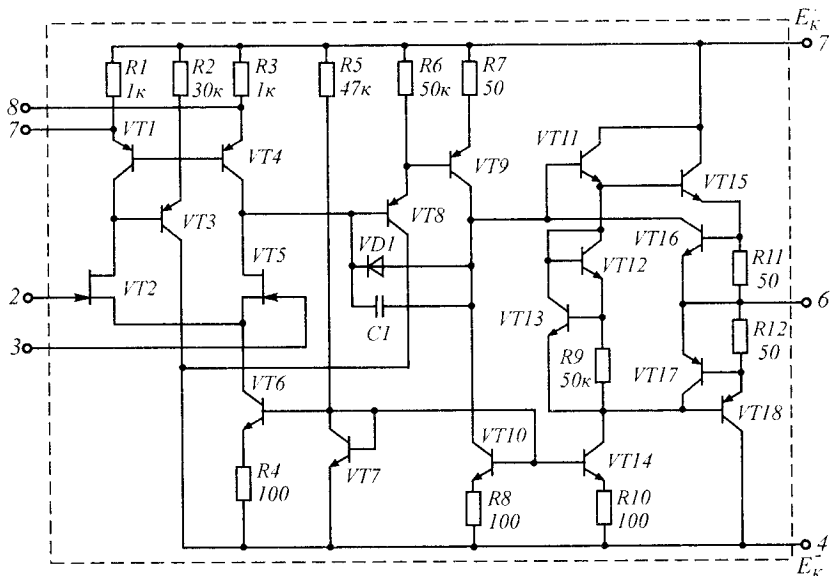 E_к
R1 1к
R2 30к
R3 1к
R5 47к
R6 50к
R7 50
7
8
7
VT1
VT4
VT11
VT9
VT15
VT3
VT8
VT5
VD1
VT16
VT12
R11 50
2
VT2
6
3
C1
VT13
R9 50к
R12 50
VT17
VT6
VT18
VT7
VT10
VT14
R4 100
R8 100
R10 100
4
E_к